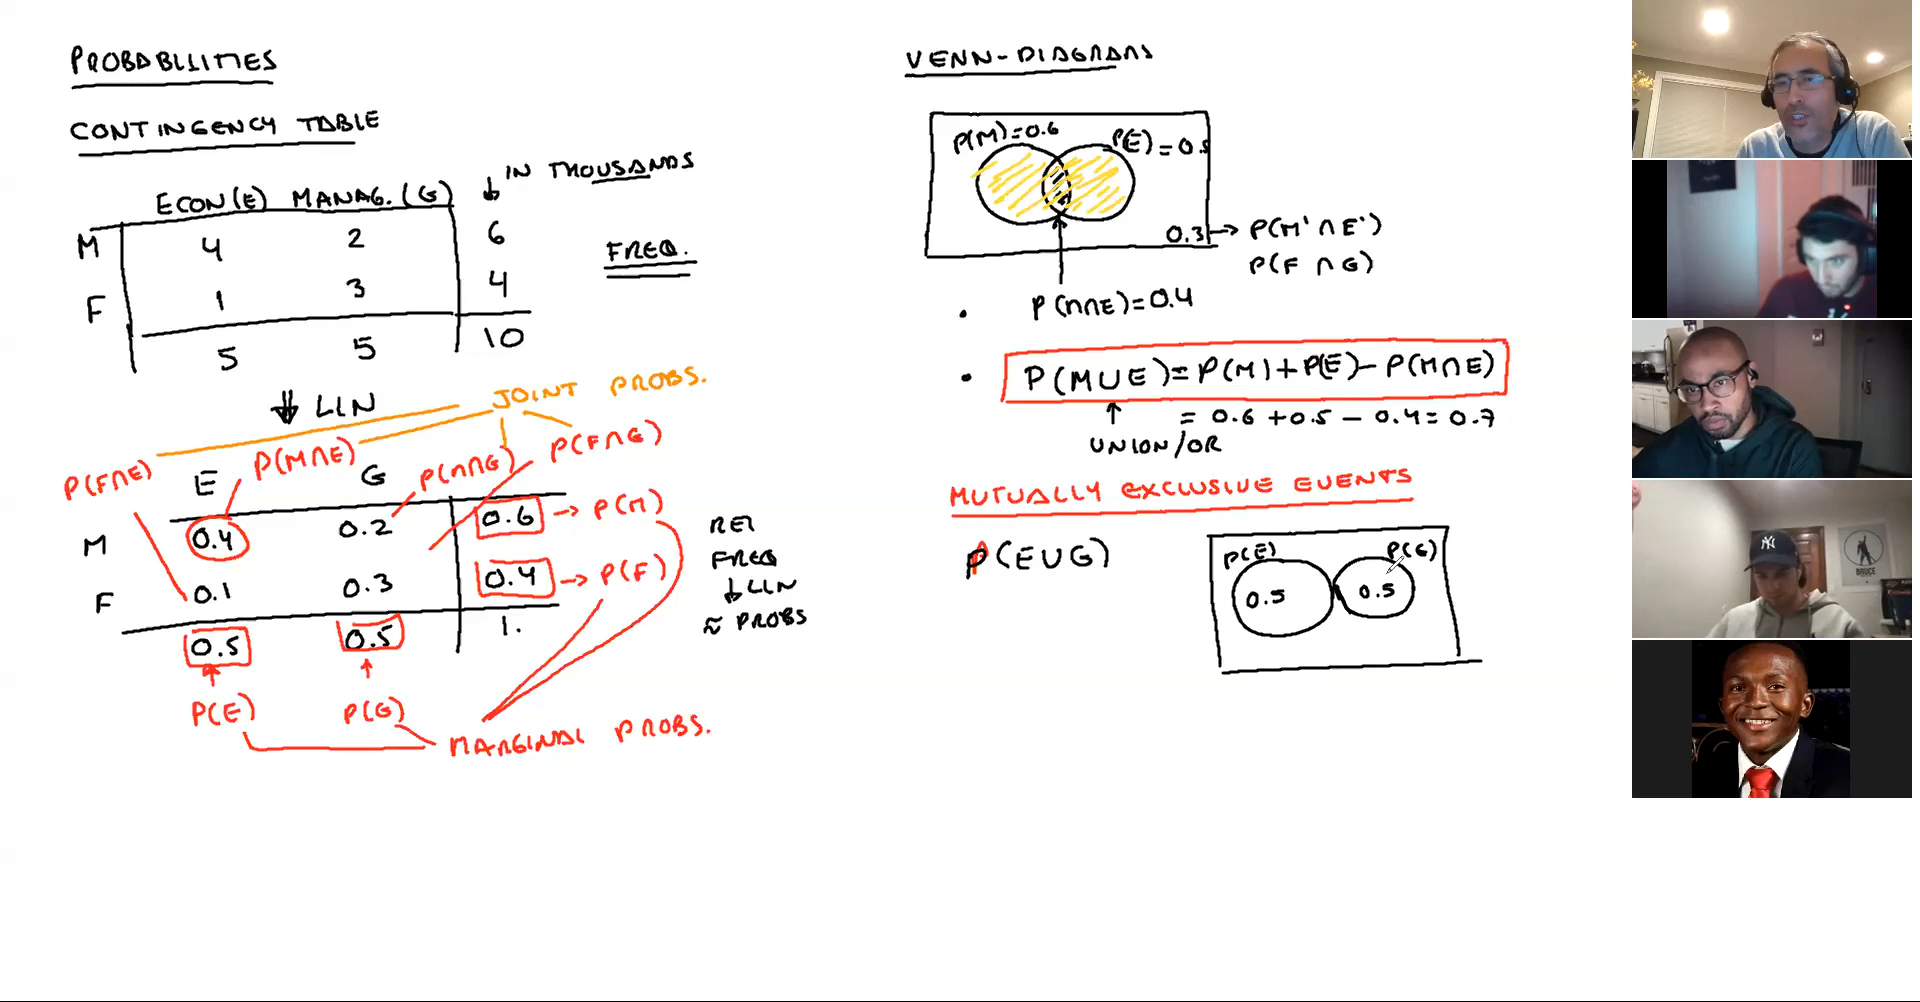 PROBABILITIES
CONTINGENCY TABLE
↓ IN THOUSANDS
ECON(E) MANAG.(G)
M 4 2 6
FREQ.
F 1 3 4
5 5 10
⇓ LLN
JOINT PROBS.
P(F∩E) P(M∩E) P(M∩G) P(F∩G)
E G
M 0.4 0.2 0.6 → P(M)
F 0.1 0.3 0.4 → P(F)
0.5 0.5 1.
REL
FREQ
↓ LLN
≈ PROBS
P(E) P(G)
MARGINAL PROBS.
VENN-DIAGRAMS
P(M)=0.6 P(E)=0.5
0.3 → P(M'∩E')
P(F∩G)
• P(M∩E)=0.4
• P(M∪E)=P(M)+P(E)-P(M∩E)
= 0.6+0.5-0.4=0.7
↑
UNION/OR
MUTUALLY EXCLUSIVE EVENTS
P(E∪G)
P(E) P(G)
0.5 0.5
BRUCE